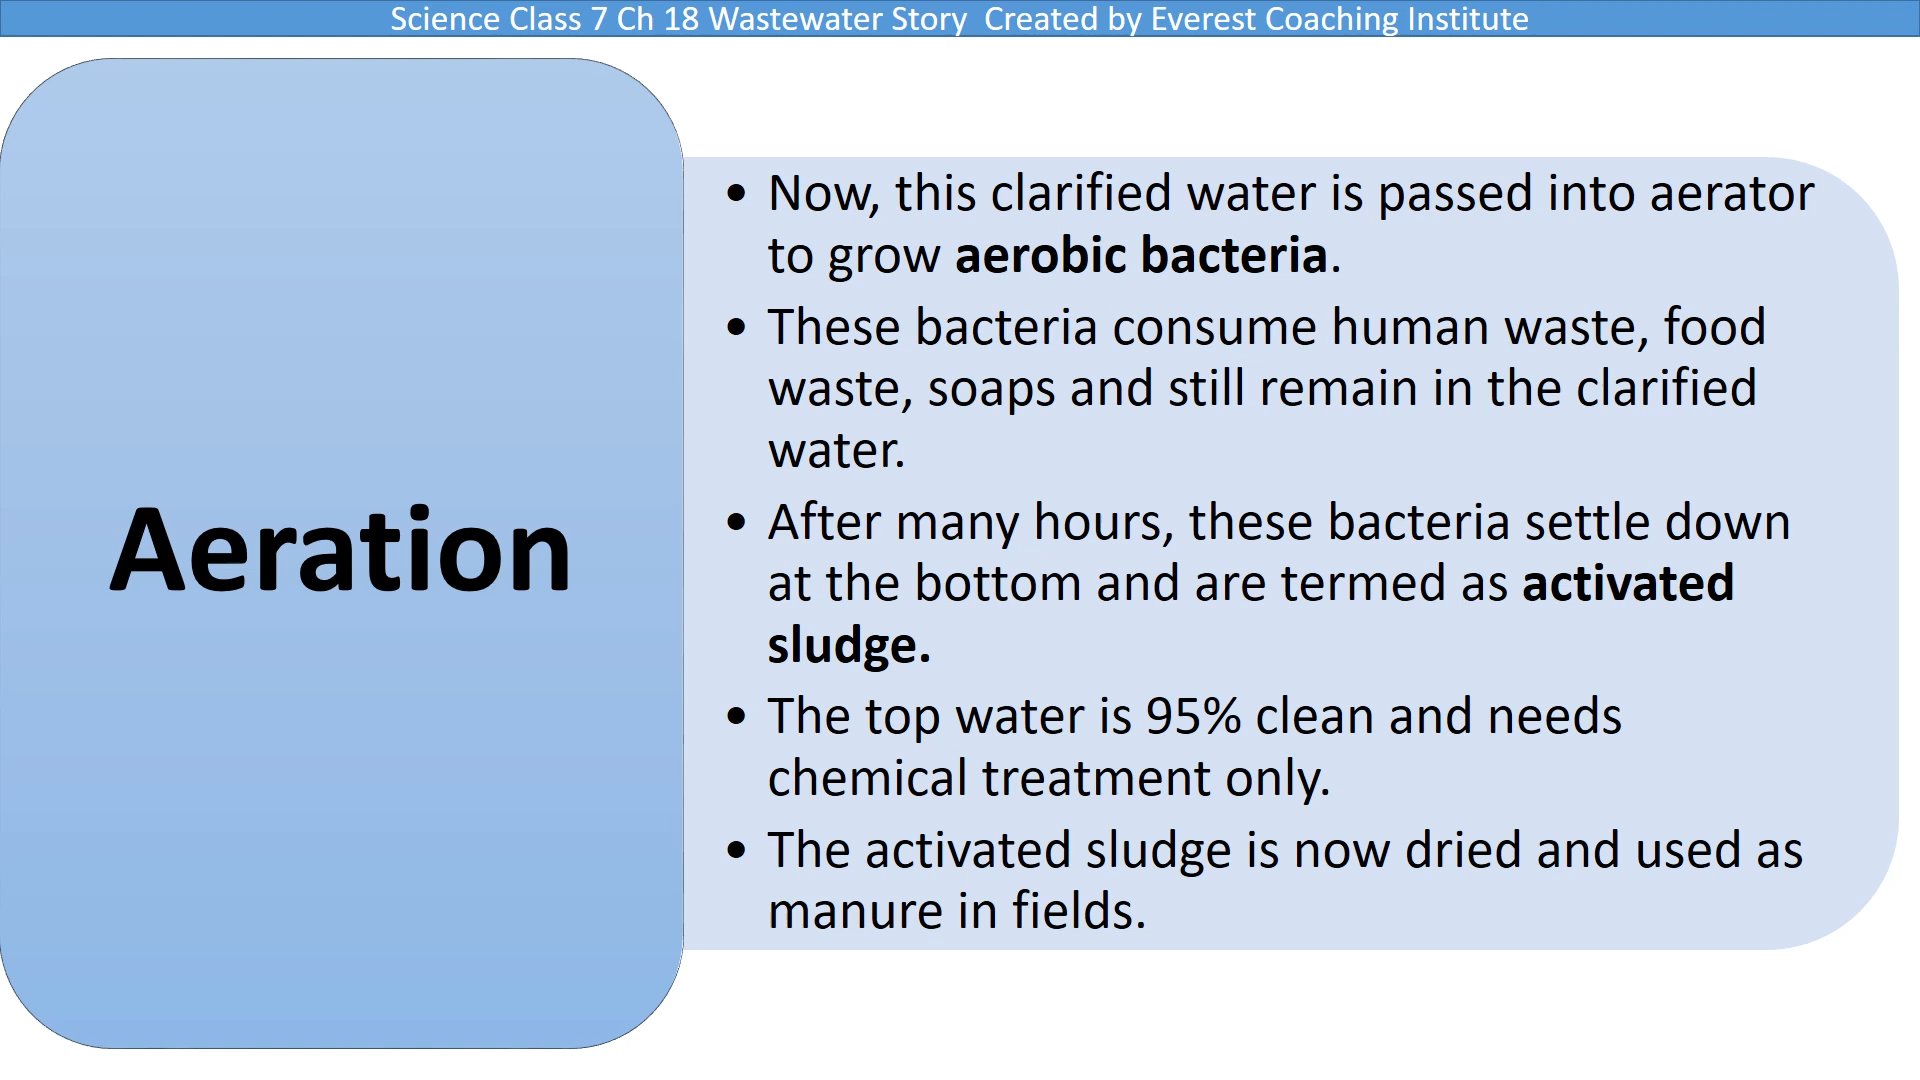 Science Class 7 Ch 18 Wastewater Story  Created by Everest Coaching Institute
Aeration
• Now, this clarified water is passed into aerator
to grow aerobic bacteria.
• These bacteria consume human waste, food
waste, soaps and still remain in the clarified
water.
• After many hours, these bacteria settle down
at the bottom and are termed as activated
sludge.
• The top water is 95% clean and needs
chemical treatment only.
• The activated sludge is now dried and used as
manure in fields.